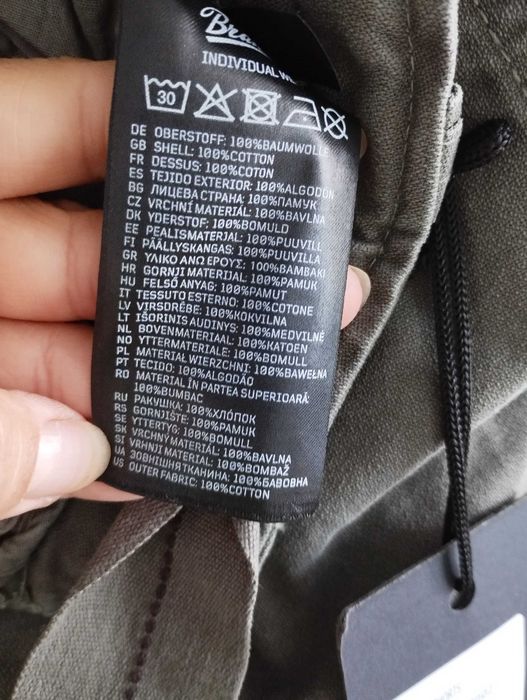 INDIVIDUAL
30
DE OBERSTOFF: 100%BAUMWOLLE
GB SHELL: 100%COTTON
FR DESSUS: 100%COTON
ES TEJIDO EXTERIOR: 100%ALGODÓN
BG ЛИЦЕВА СТРАНА: 100%ПАМУК
CZ VRCHNÍ MATERIÁL: 100%BAVLNA
DK YDERSTOF: 100%BOMULD
EE PEALISMATERJAL: 100%PUUVILL
FI PÄÄLLYSKANGAS: 100%PUUVILLA
GR ΥΛΙΚΟ ΑΝΩ ΕΡΟΥΣ: 100%BAMBAKI
HR GORNJI MATERIJAL: 100%PAMUK
HU FELSŐ ANYAG: 100%PAMUT
IT TESSUTO ESTERNO: 100%COTONE
LV VIRSDRĒBE: 100%KOKVILNA
LT IŠORINIS AUDINYS: 100%MEDVILNĖ
NL BOVENMATERIAAL: 100%KATOEN
NO YTTERMATERIALE: 100%BOMULL
PL MATERIAŁ WIERZCHNI: 100%BAWEŁNA
PT TECIDO: 100%ALGODÃO
RO MATERIAL ÎN PARTEA SUPERIOARĂ:
100%BUMBAC
RU РАКUШКА: 100%ХЛОПОК
RS GORNJIŠTE: 100%PAMUK
SE YTTERTYG: 100%BOMULL
SK VRCHNÝ MATERIÁL: 100%BAVLNA
SI VRHNJI MATERIAL: 100%BOMBAŽ
UA ЗОВНІШНЯ ТКАНИНА: 100%БАВОВНА
US OUTER FABRIC: 100%COTTON